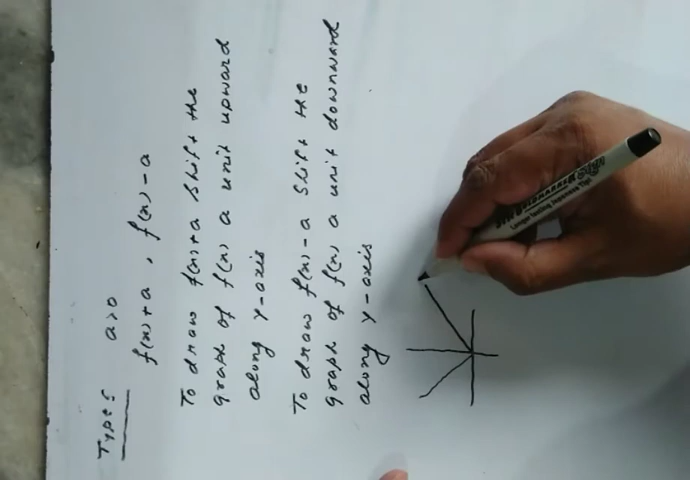 Types a>0
f(x)+a, f(x)-a
To draw f(x)+a shift the
graph of f(x) a unit upward
along Y-axis
To draw f(x)-a shift the
graph of f(x) a unit downward
along Y-axis